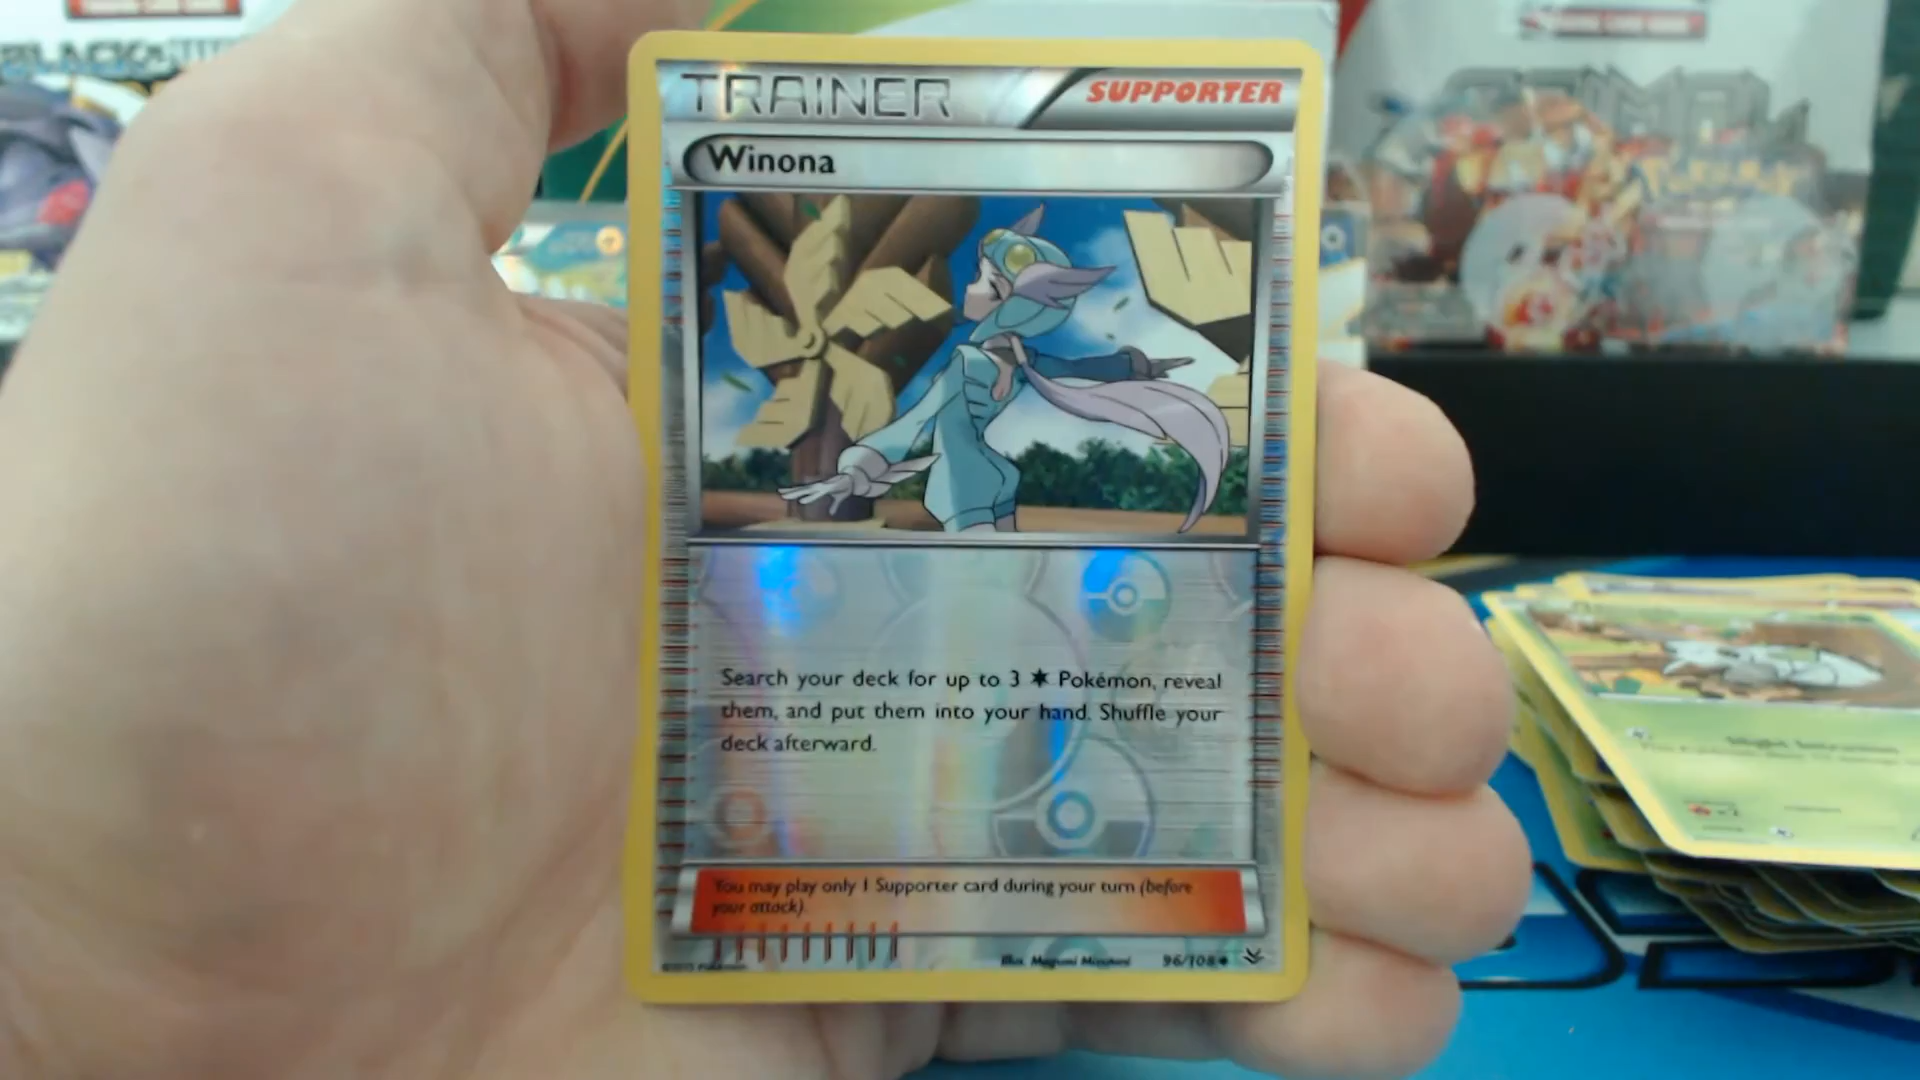 TRAINER
SUPPORTER
Winona
Search your deck for up to 3 Pokémon, reveal
them, and put them into your hand. Shuffle your
deck afterward.
You may play only 1 Supporter card during your turn (before
your attack).
Illus. Megumi Mizutani
96/108
BLACK &